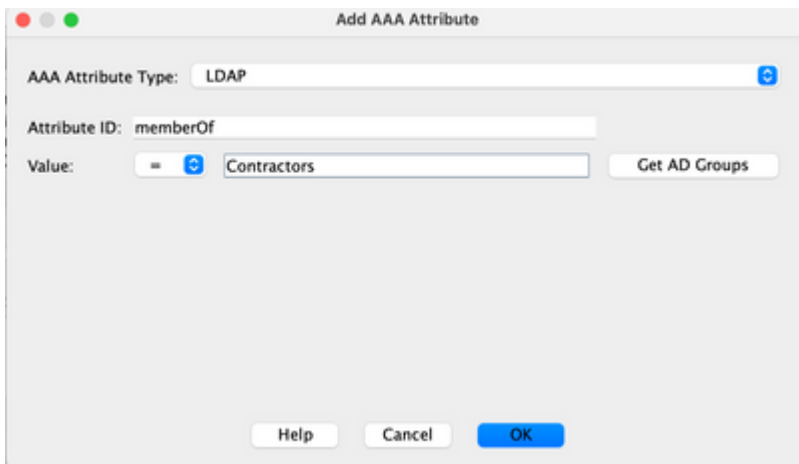 Add AAA Attribute
AAA Attribute Type: LDAP
Attribute ID: memberOf
Value: = Contractors Get AD Groups
Help Cancel OK